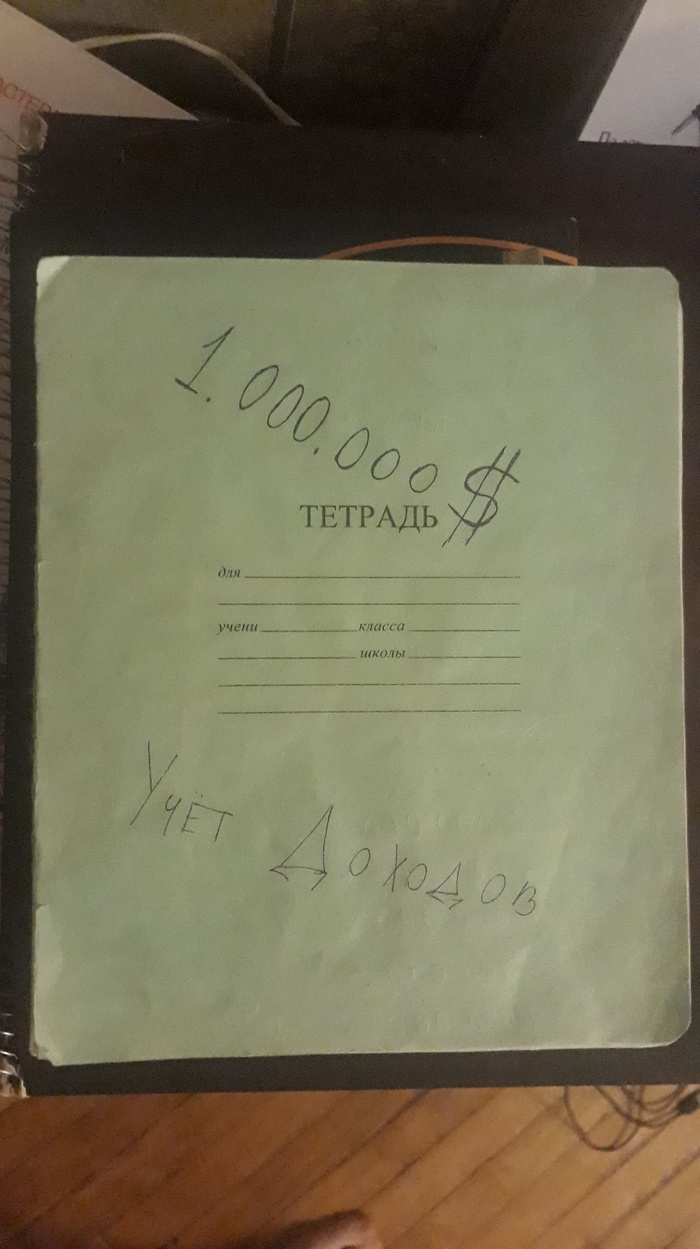 1.000.000$
ТЕТРАДЬ
для
учени класса
школы
Учёт Доходов